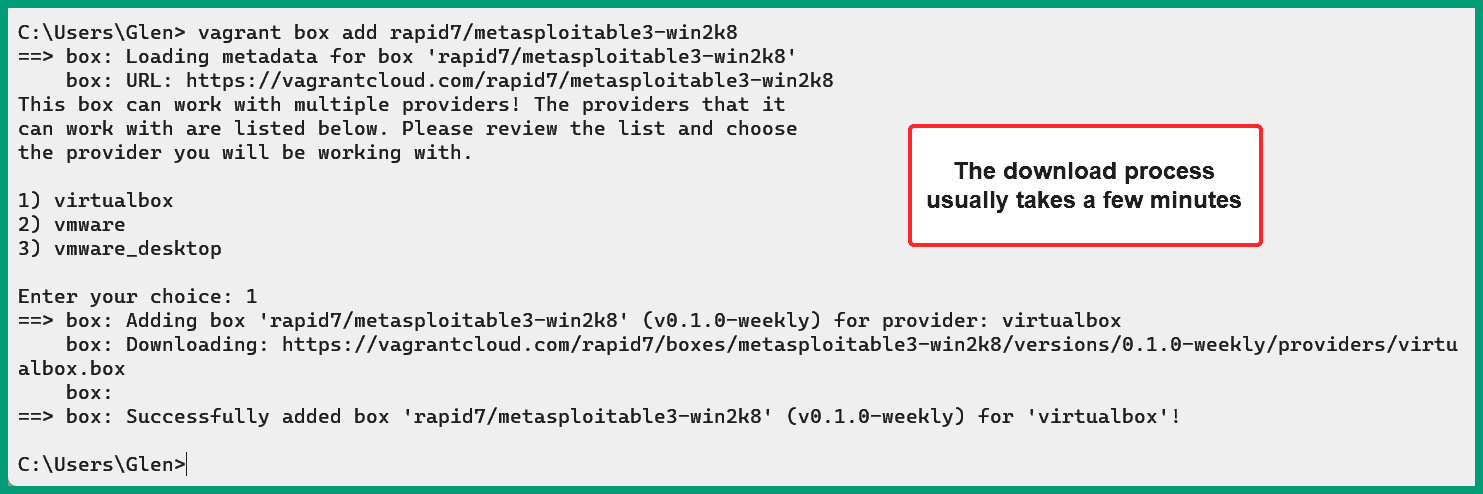 C:\Users\Glen> vagrant box add rapid7/metasploitable3-win2k8
==> box: Loading metadata for box 'rapid7/metasploitable3-win2k8'
    box: URL: https://vagrantcloud.com/rapid7/metasploitable3-win2k8
This box can work with multiple providers! The providers that it
can work with are listed below. Please review the list and choose
the provider you will be working with.
The download process
usually takes a few minutes
1) virtualbox
2) vmware
3) vmware_desktop
Enter your choice: 1
==> box: Adding box 'rapid7/metasploitable3-win2k8' (v0.1.0-weekly) for provider: virtualbox
    box: Downloading: https://vagrantcloud.com/rapid7/boxes/metasploitable3-win2k8/versions/0.1.0-weekly/providers/virtu
albox.box
    box:
==> box: Successfully added box 'rapid7/metasploitable3-win2k8' (v0.1.0-weekly) for 'virtualbox'!
C:\Users\Glen>